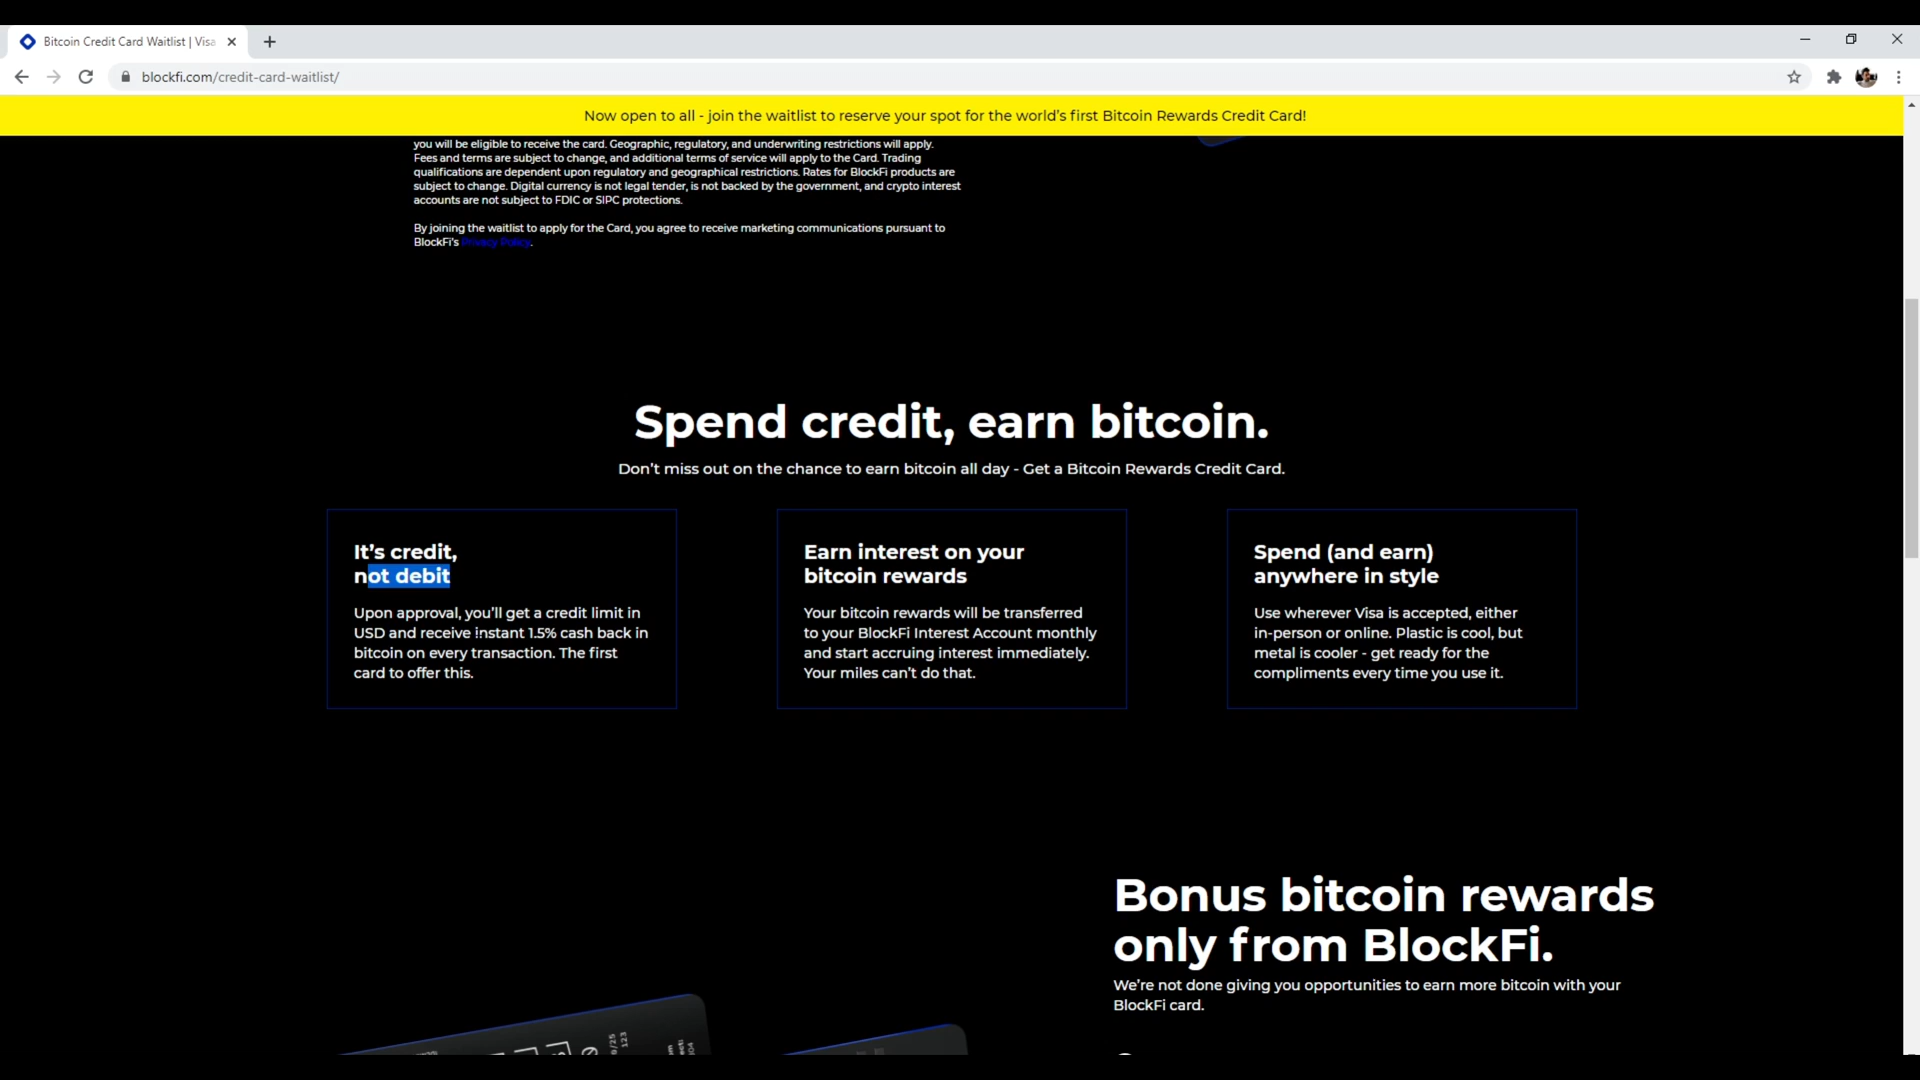 Bitcoin Credit Card Waitlist | Visa
blockfi.com/credit-card-waitlist/
Now open to all - join the waitlist to reserve your spot for the world's first Bitcoin Rewards Credit Card!
you will be eligible to receive the card. Geographic, regulatory, and underwriting restrictions will apply.
Fees and terms are subject to change, and additional terms of service will apply to the Card. Trading
qualifications are dependent upon regulatory and geographical restrictions. Rates for BlockFi products are
subject to change. Digital currency is not legal tender, is not backed by the government, and crypto interest
accounts are not subject to FDIC or SIPC protections.
By joining the waitlist to apply for the Card, you agree to receive marketing communications pursuant to
BlockFi's Privacy Policy.
Spend credit, earn bitcoin.
Don't miss out on the chance to earn bitcoin all day - Get a Bitcoin Rewards Credit Card.
It's credit,
not debit
Upon approval, you'll get a credit limit in
USD and receive instant 1.5% cash back in
bitcoin on every transaction. The first
card to offer this.
Earn interest on your
bitcoin rewards
Your bitcoin rewards will be transferred
to your BlockFi Interest Account monthly
and start accruing interest immediately.
Your miles can't do that.
Spend (and earn)
anywhere in style
Use wherever Visa is accepted, either
in-person or online. Plastic is cool, but
metal is cooler - get ready for the
compliments every time you use it.
Bonus bitcoin rewards
only from BlockFi.
We're not done giving you opportunities to earn more bitcoin with your
BlockFi card.
123